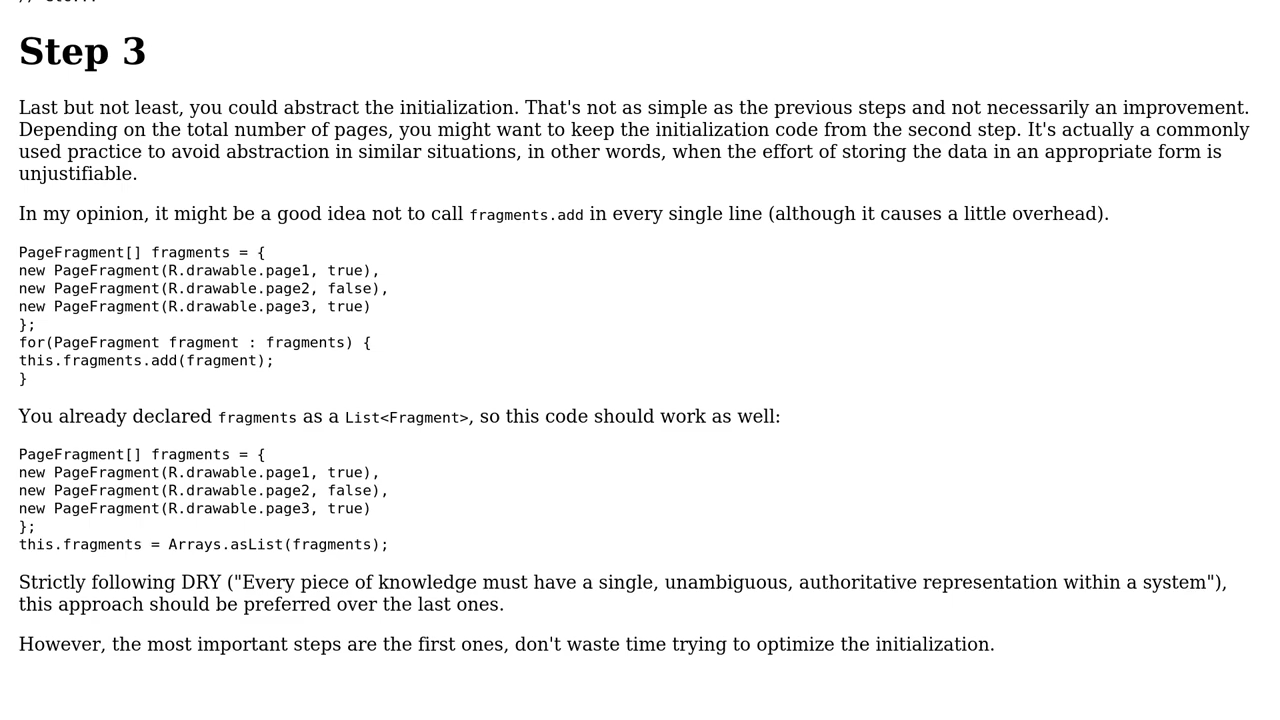 Step 3
Last but not least, you could abstract the initialization. That's not as simple as the previous steps and not necessarily an improvement.
Depending on the total number of pages, you might want to keep the initialization code from the second step. It's actually a commonly
used practice to avoid abstraction in similar situations, in other words, when the effort of storing the data in an appropriate form is
unjustifiable.
In my opinion, it might be a good idea not to call fragments.add in every single line (although it causes a little overhead).
PageFragment[] fragments = {
new PageFragment(R.drawable.page1, true),
new PageFragment(R.drawable.page2, false),
new PageFragment(R.drawable.page3, true)
};
for(PageFragment fragment : fragments) {
this.fragments.add(fragment);
}
You already declared fragments as a List<Fragment>, so this code should work as well:
PageFragment[] fragments = {
new PageFragment(R.drawable.page1, true),
new PageFragment(R.drawable.page2, false),
new PageFragment(R.drawable.page3, true)
};
this.fragments = Arrays.asList(fragments);
Strictly following DRY ("Every piece of knowledge must have a single, unambiguous, authoritative representation within a system"),
this approach should be preferred over the last ones.
However, the most important steps are the first ones, don't waste time trying to optimize the initialization.